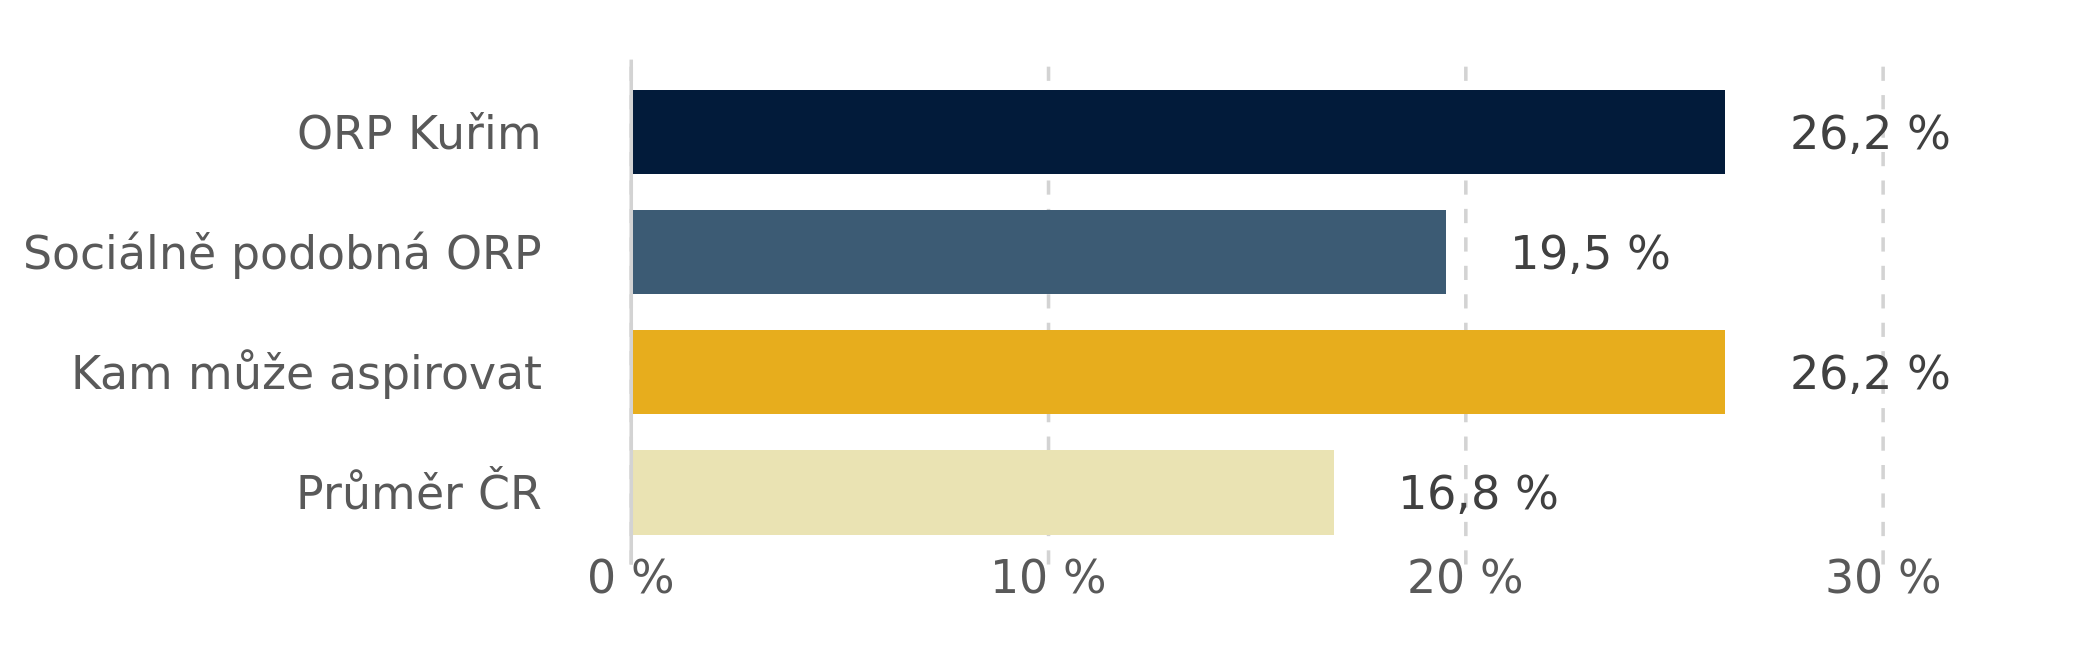 ORP Kuřim 26,2 %
Sociálně podobná ORP 19,5 %
Kam může aspirovat 26,2 %
Průměr ČR 16,8 %
0 % 10 % 20 % 30 %